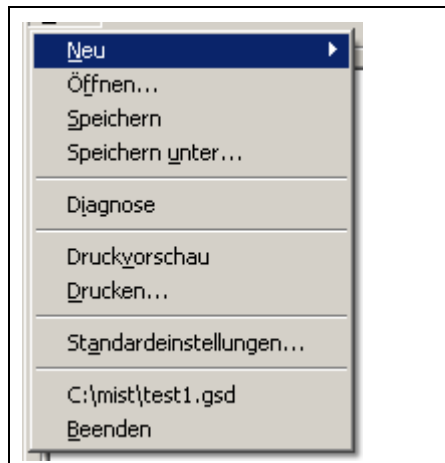 Neu
Öffnen...
Speichern
Speichern unter...
Diagnose
Druckvorschau
Drucken...
Standardeinstellungen...
C:\mist\test1.gsd
Beenden